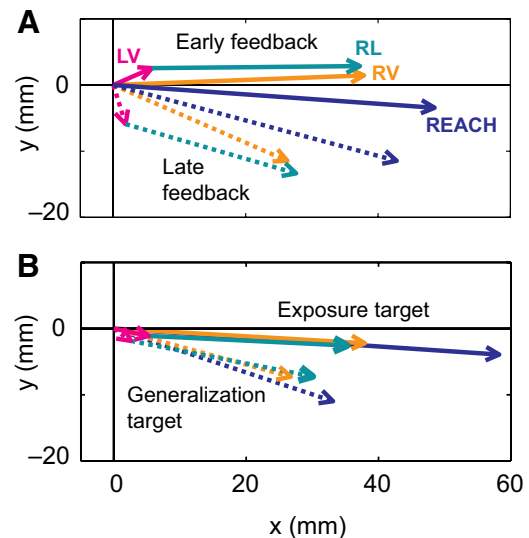 A
Early feedback
LV
RL
RV
REACH
Late
feedback
y (mm)
0
–20
B
Exposure target
Generalization
target
y (mm)
0
–20
0 20 40 60
x (mm)